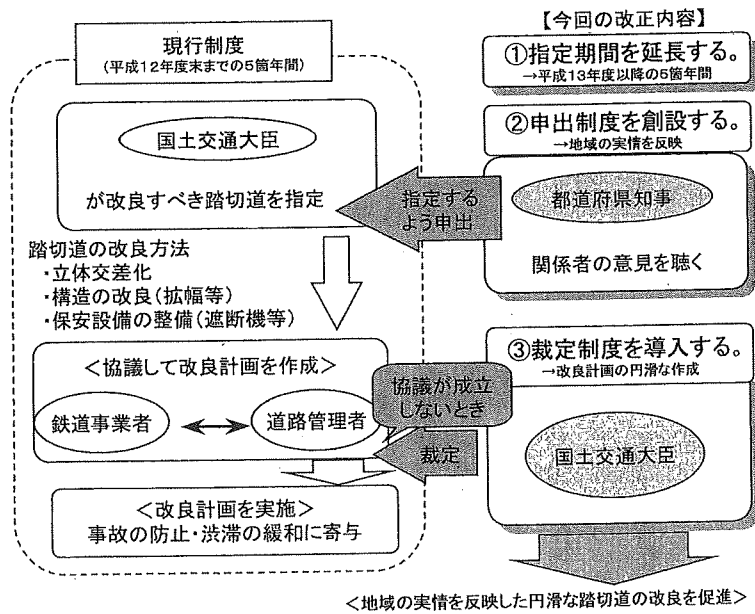 現行制度
(平成12年度末までの5箇年間)
国土交通大臣
が改良すべき踏切道を指定
踏切道の改良方法
・立体交差化
・構造の改良(拡幅等)
・保安設備の整備(遮断機等)
<協議して改良計画を作成>
鉄道事業者
道路管理者
<改良計画を実施>
事故の防止・渋滞の緩和に寄与
【今回の改正内容】
①指定期間を延長する。
→平成13年度以降の5箇年間
②申出制度を創設する。
→地域の実情を反映
都道府県知事
関係者の意見を聴く
指定する
よう申出
③裁定制度を導入する。
→改良計画の円滑な作成
協議が成立
しないとき
裁定
国土交通大臣
<地域の実情を反映した円滑な踏切道の改良を促進>